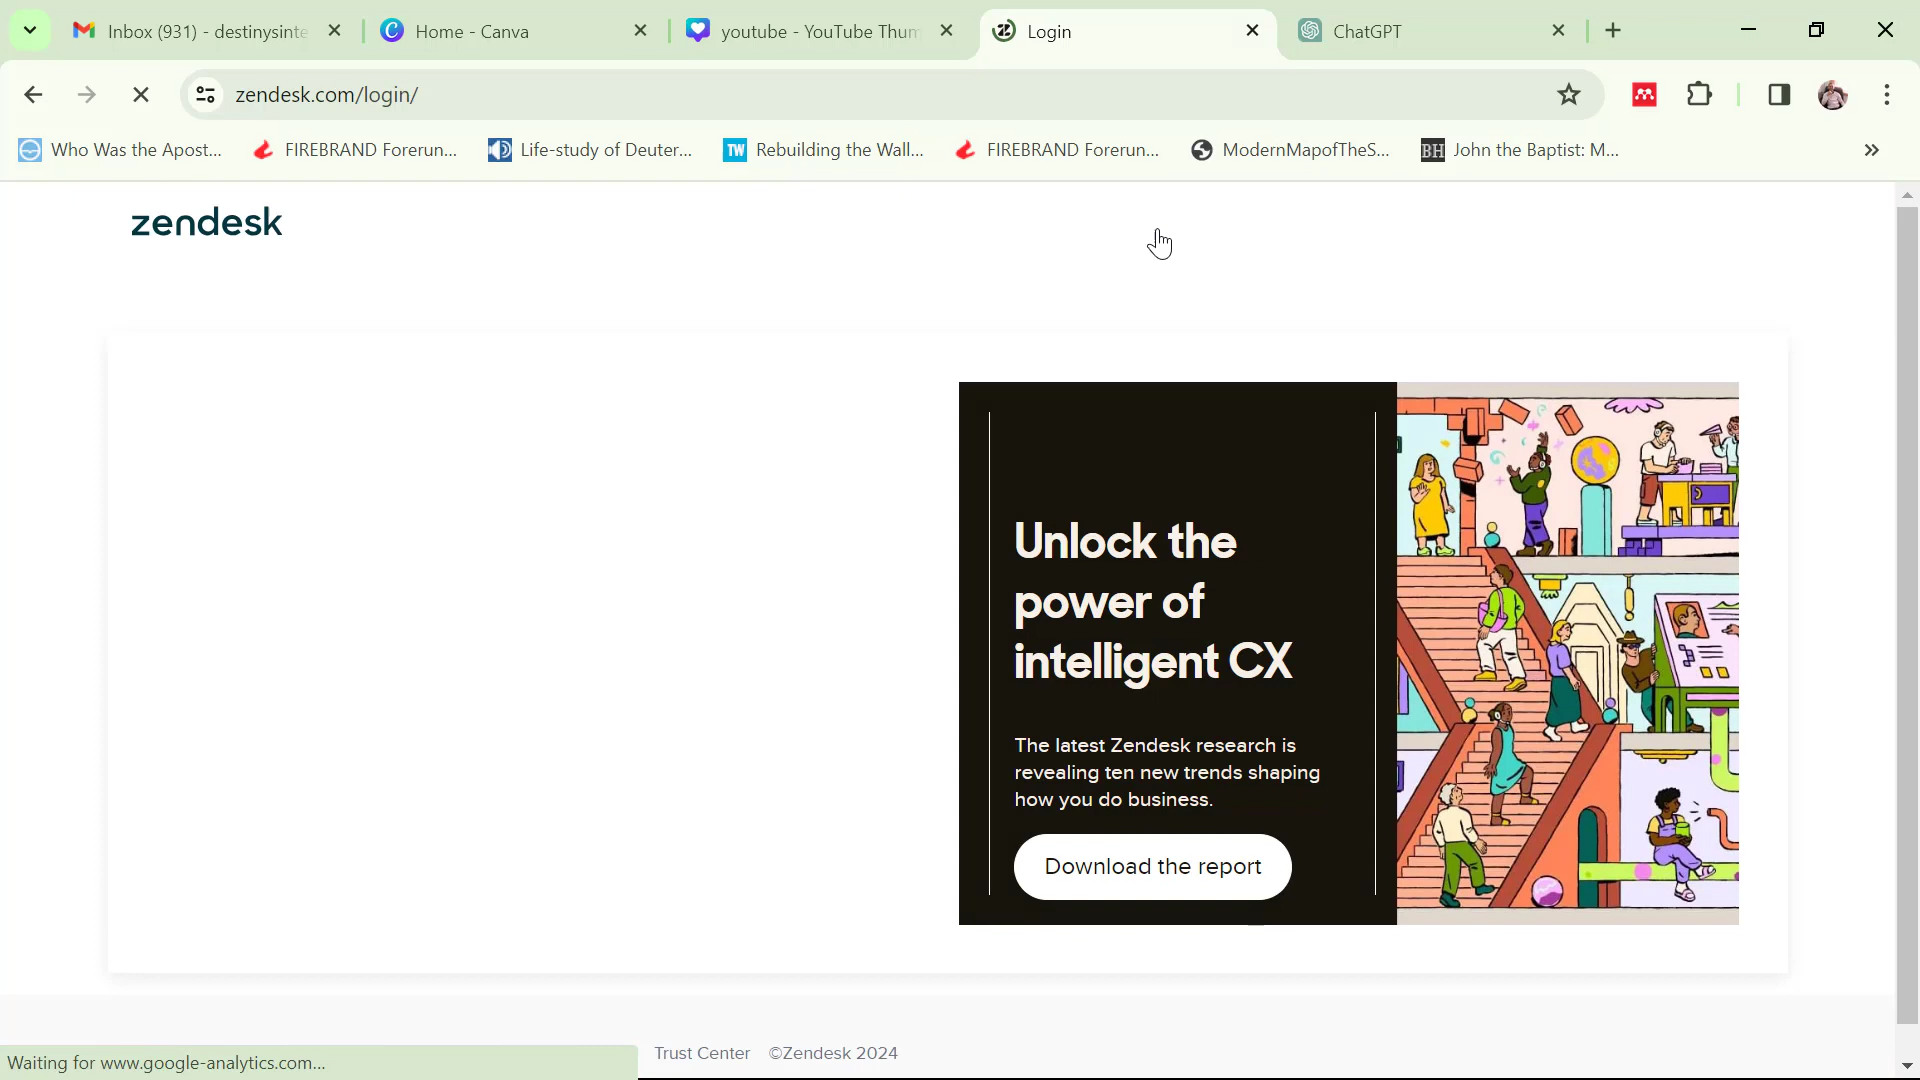 Inbox (931) - destinysinte
Home - Canva
youtube - YouTube Thum
Login
ChatGPT
zendesk.com/login/
Who Was the Apost...
FIREBRAND Forerun...
Life-study of Deuter...
TW Rebuilding the Wall...
FIREBRAND Forerun...
ModernMapofTheS...
BH John the Baptist: M...
zendesk
Unlock the
power of
intelligent CX
The latest Zendesk research is
revealing ten new trends shaping
how you do business.
Download the report
Trust Center ©Zendesk 2024
Waiting for www.google-analytics.com...